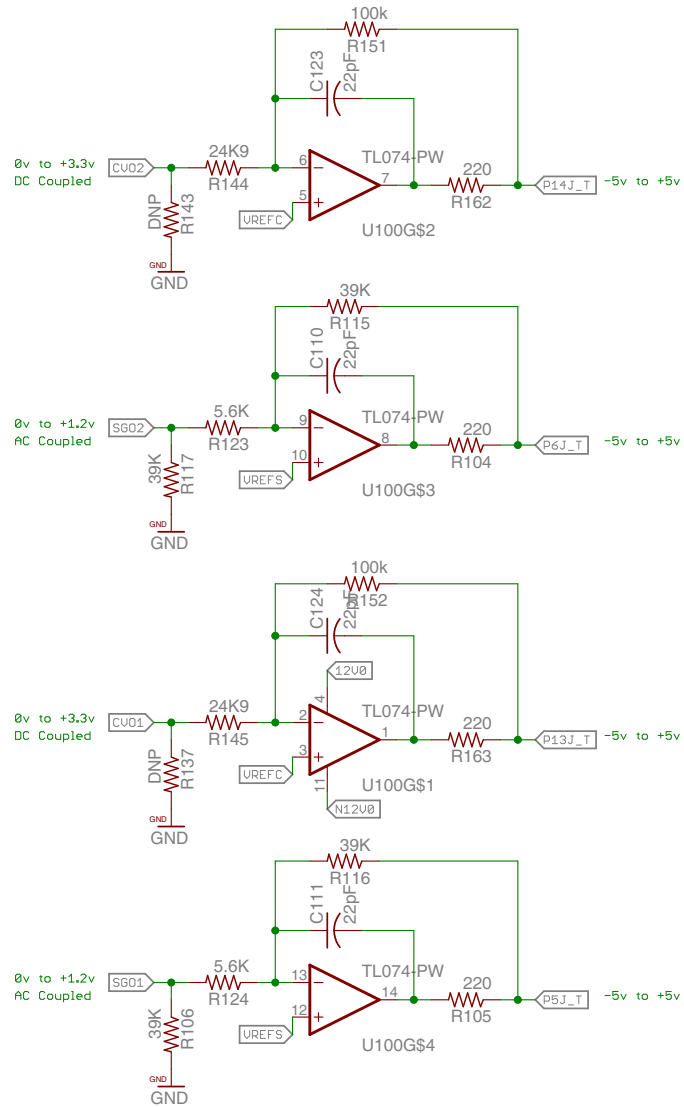 100k
R151
C123
22pF
0v to +3.3v
DC Coupled
CVO2
24K9
R144
6
5
7
TL074-PW
VREFC
U100G$2
220
R162
P14J_T
-5v to +5v
DNP
R143
GND
GND
39K
R115
C110
22pF
0v to +1.2v
AC Coupled
SGO2
5.6K
R123
9
10
8
TL074-PW
VREFS
U100G$3
220
R104
P6J_T
-5v to +5v
39K
R117
GND
GND
100k
R152
C124
22pF
12V0
4
0v to +3.3v
DC Coupled
CVO1
24K9
R145
2
3
1
TL074-PW
VREFC
11
N12V0
U100G$1
220
R163
P13J_T
-5v to +5v
DNP
R137
GND
GND
39K
R116
C111
22pF
0v to +1.2v
AC Coupled
SGO1
5.6K
R124
13
12
14
TL074-PW
VREFS
U100G$4
220
R105
P5J_T
-5v to +5v
39K
R106
GND
GND